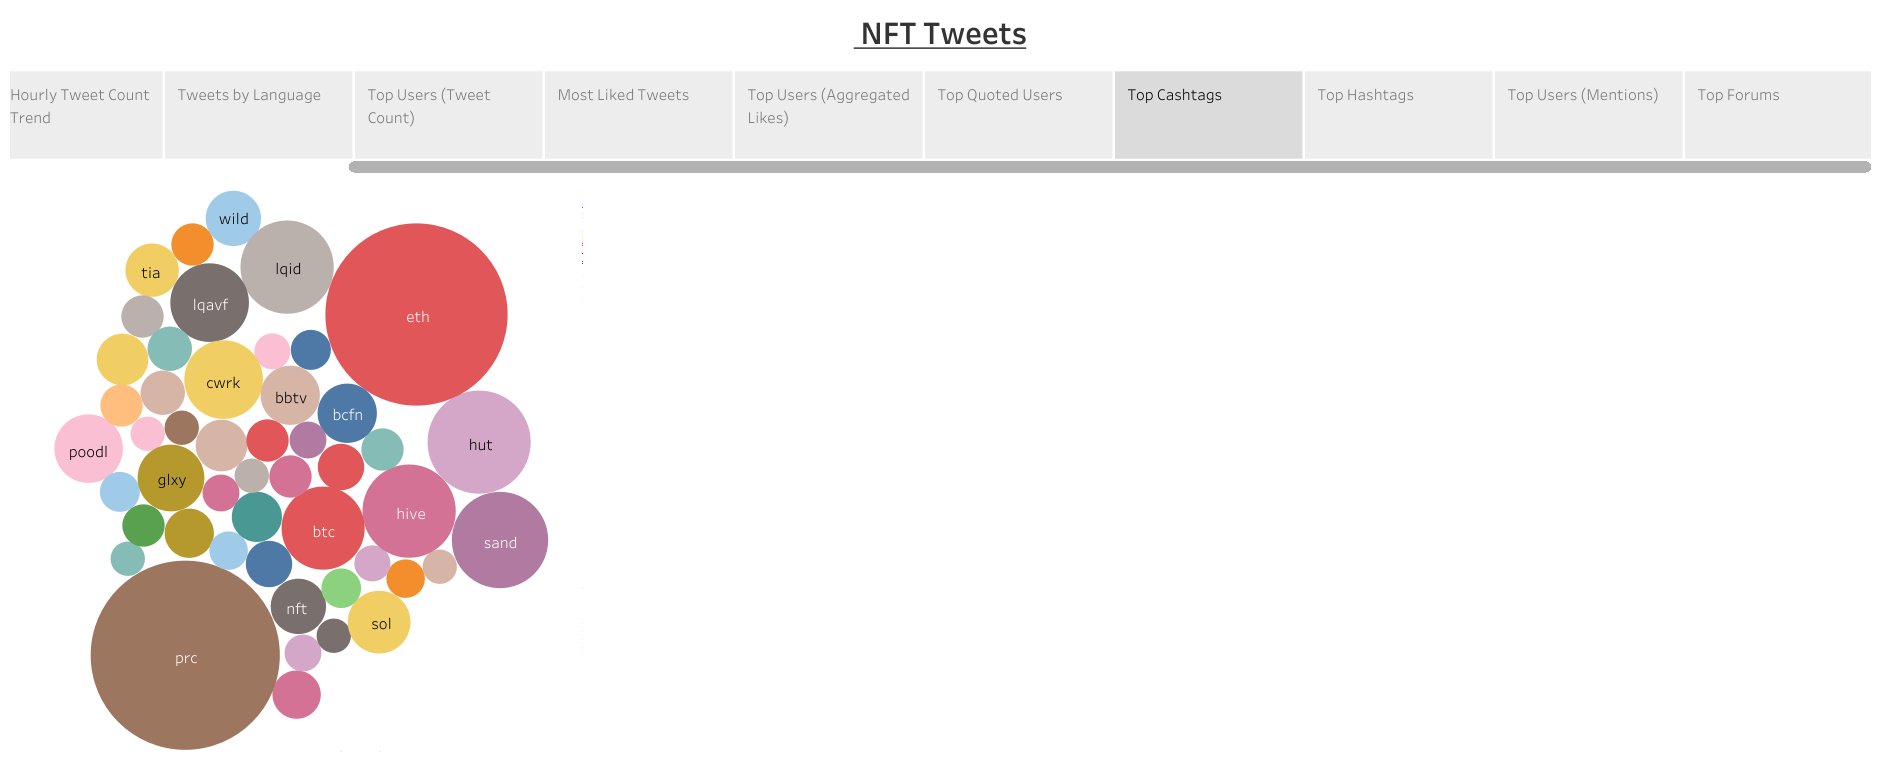 NFT Tweets
Hourly Tweet Count
Trend
Tweets by Language
Top Users (Tweet
Count)
Most Liked Tweets
Top Users (Aggregated
Likes)
Top Quoted Users
Top Cashtags
Top Hashtags
Top Users (Mentions)
Top Forums
wild
tia
lqid
lqavf
eth
cwrk
bbtv
bcfn
hut
poodl
glxy
btc
hive
sand
nft
sol
prc